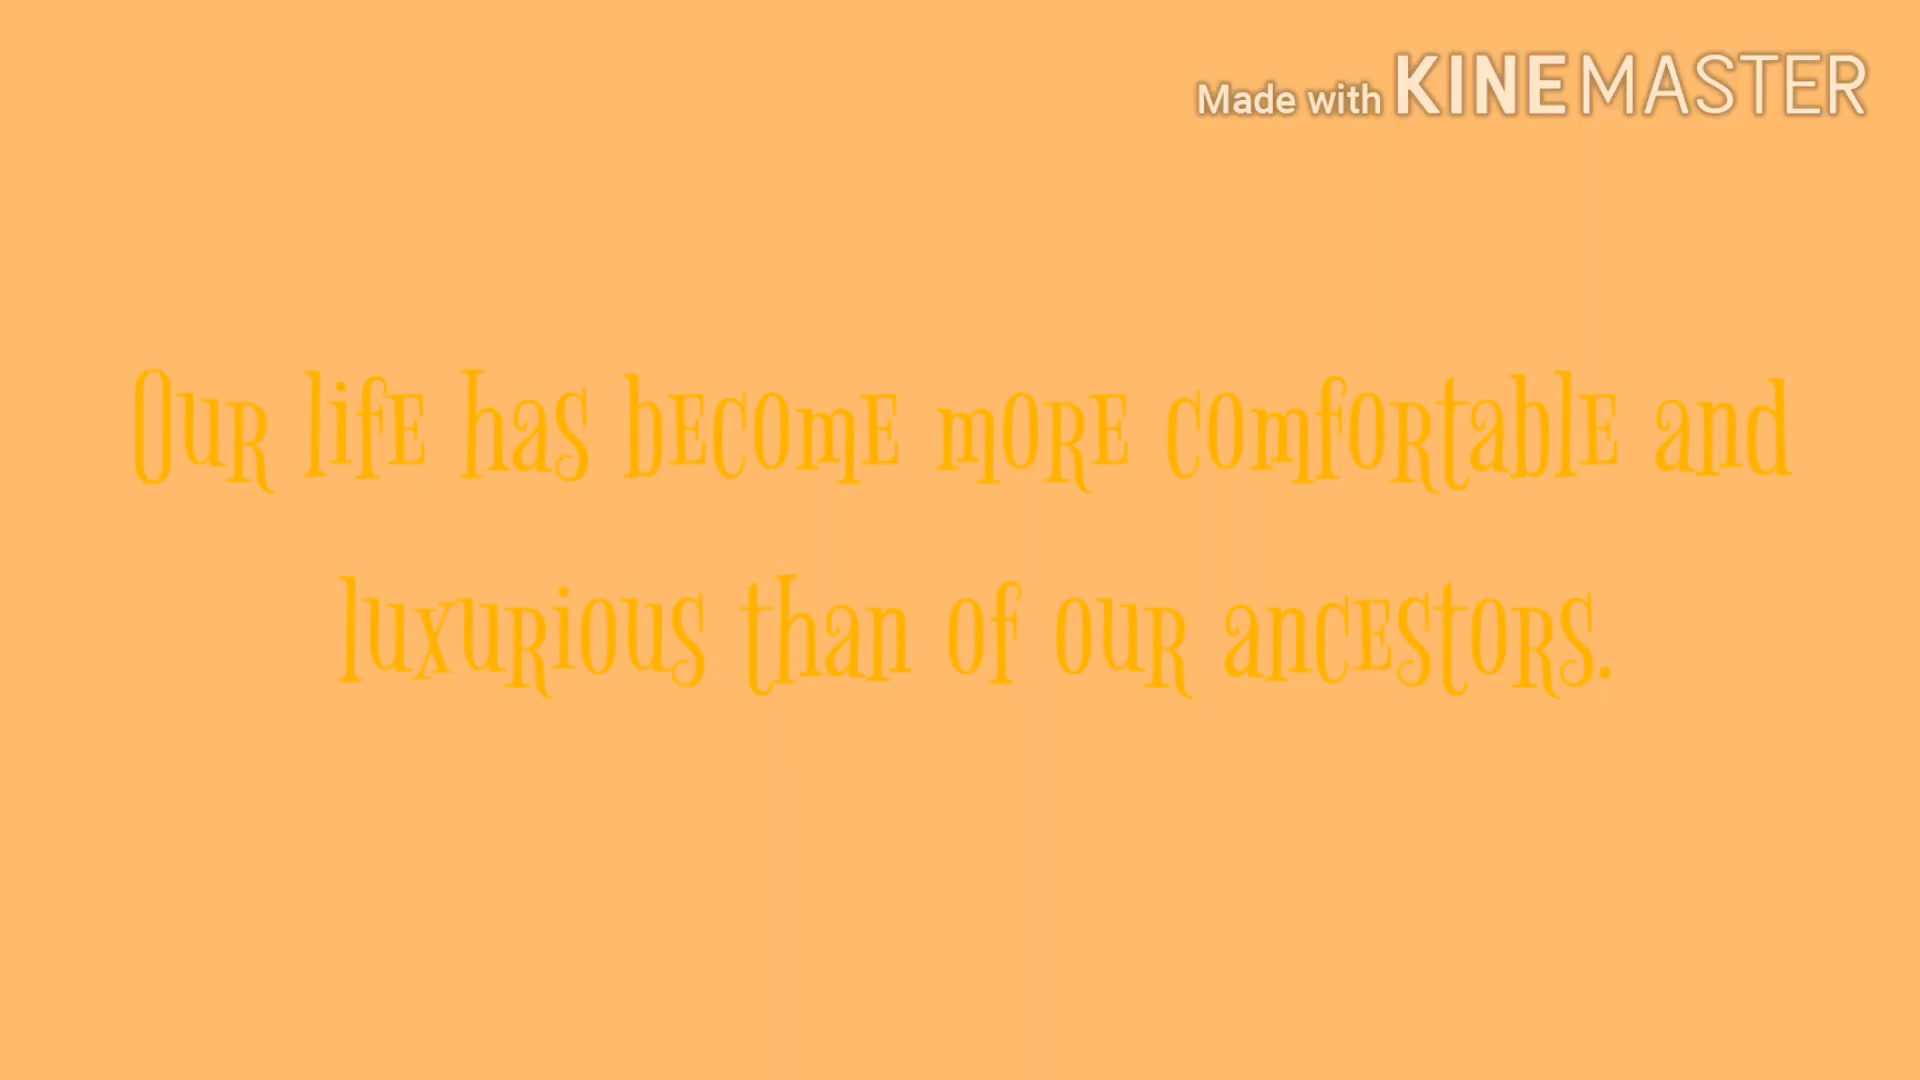 Made with KINEMASTER
Our life has become more comfortable and
luxurious than of our ancestors.